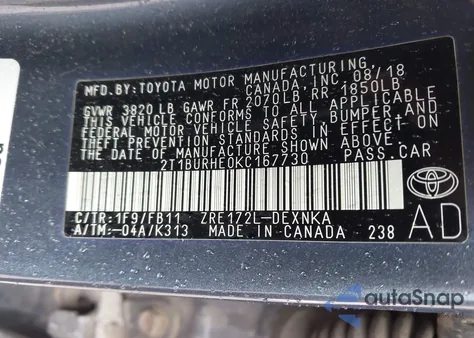 MFD. BY: TOYOTA MOTOR MANUFACTURING,
CANADA, INC. 08/18
GVWR 3820 LB GAWR FR 2070LB RR 1850LB
THIS VEHICLE CONFORMS TO ALL APPLICABLE
FEDERAL MOTOR VEHICLE SAFETY, BUMPER, AND
THEFT PREVENTION STANDARDS IN EFFECT ON
THE DATE OF MANUFACTURE SHOWN ABOVE.
2T1BURHE0KC167730 PASS.CAR
C/TR: 1F9/FB11 ZRE172L-DEXNKA
A/TM: -04A/K313 MADE IN CANADA 238
TOYOTA
AD
autoSnap